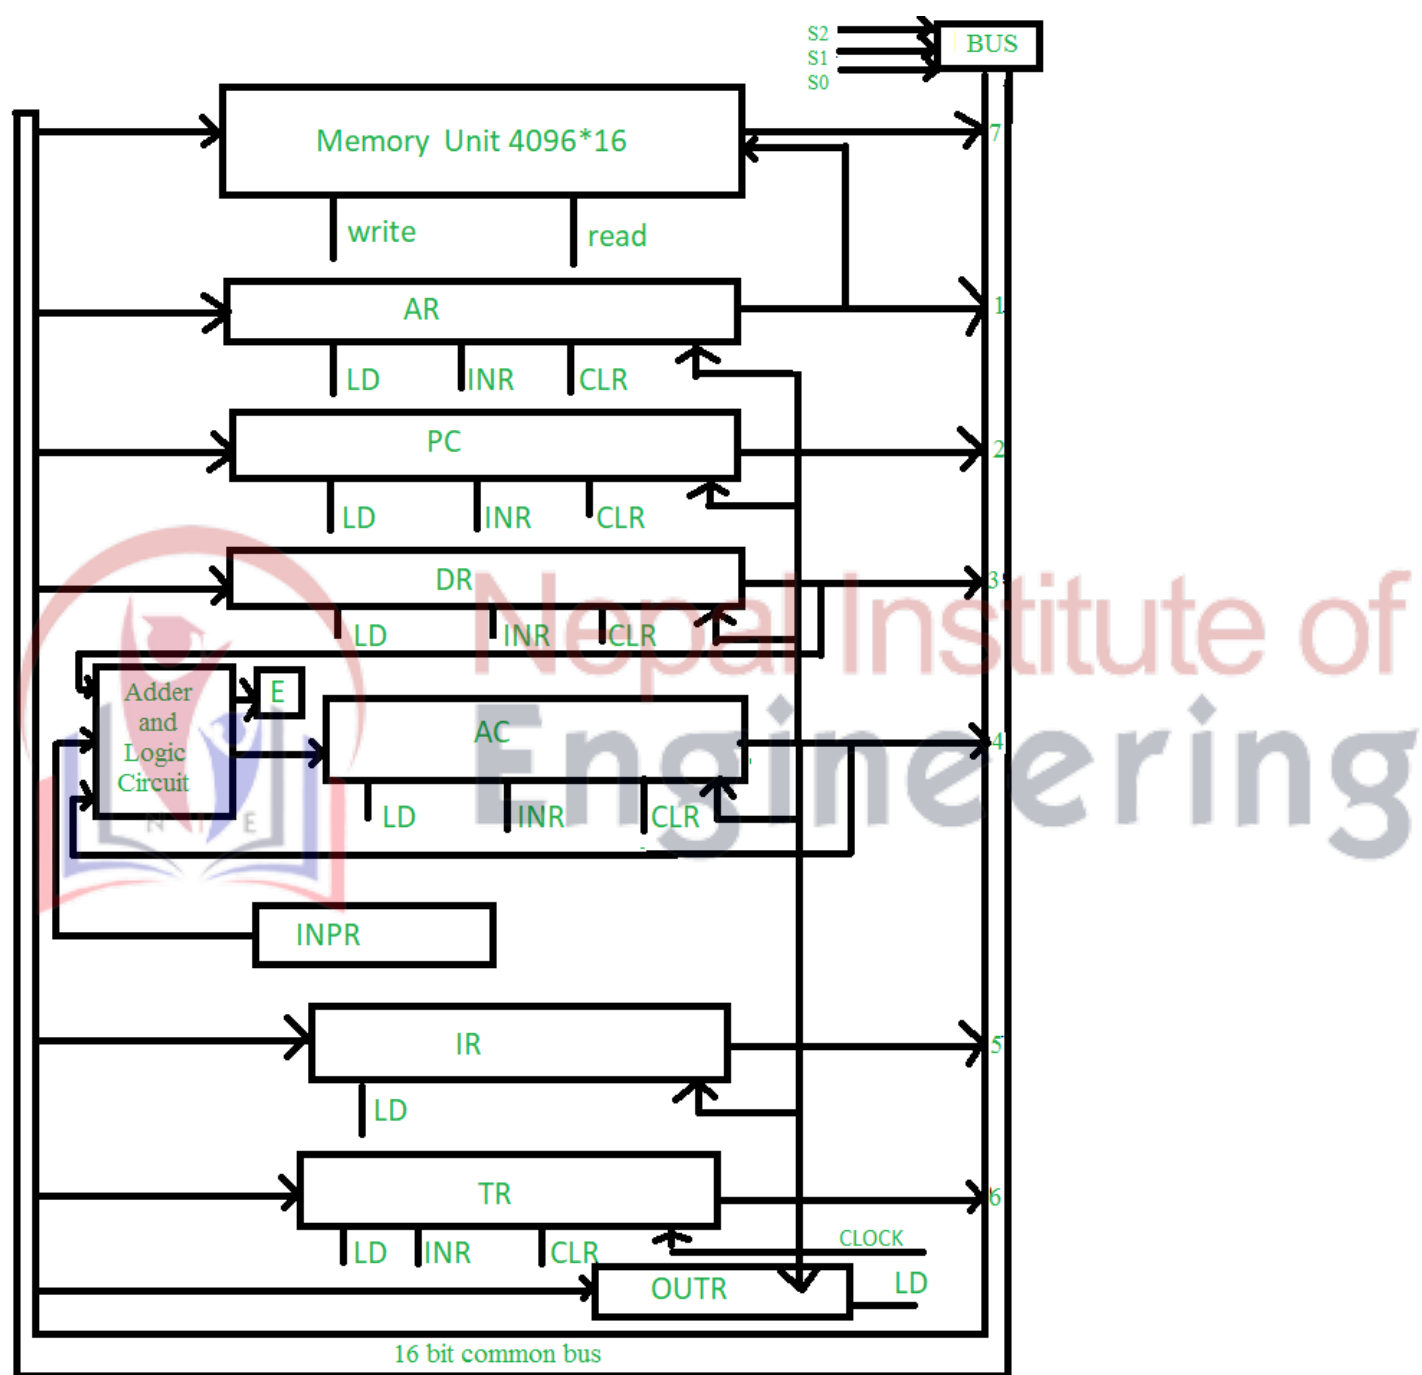 S2
S1
S0
BUS
Memory Unit 4096*16
7
write
read
AR
1
LD
INR
CLR
PC
2
LD
INR
CLR
DR
3
LD
INR
CLR
Nepal Institute of
Engineering
Adder
and
Logic
Circuit
E
AC
4
LD
INR
CLR
N I E
INPR
IR
5
LD
TR
6
LD
INR
CLR
CLOCK
OUTR
LD
16 bit common bus